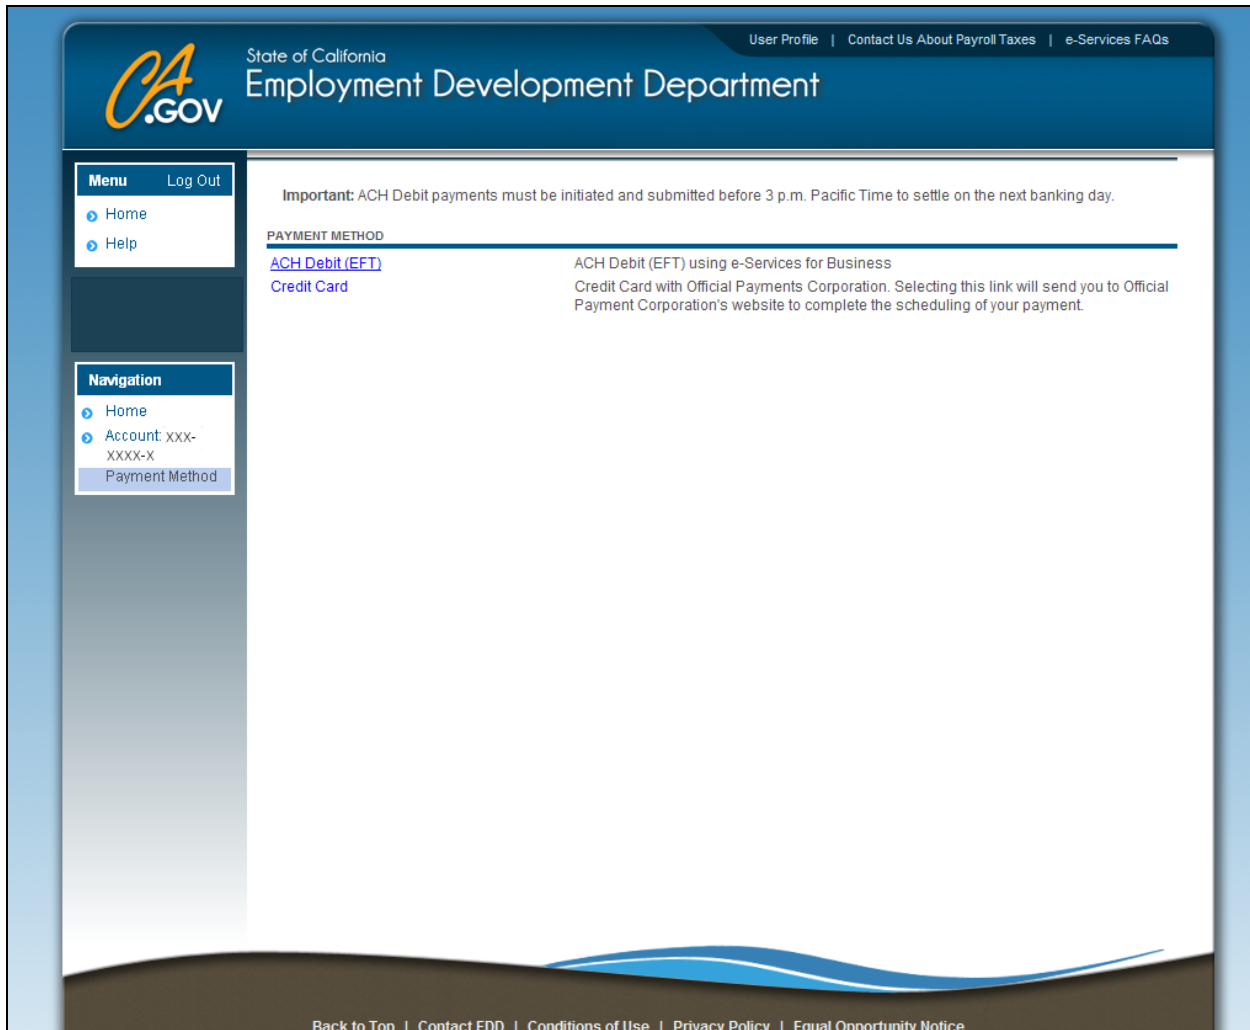 User Profile | Contact Us About Payroll Taxes | e-Services FAQs
CA
.GOV
State of California
Employment Development Department
Menu Log Out
Home
Help
Important: ACH Debit payments must be initiated and submitted before 3 p.m. Pacific Time to settle on the next banking day.
PAYMENT METHOD
ACH Debit (EFT) ACH Debit (EFT) using e-Services for Business
Credit Card Credit Card with Official Payments Corporation. Selecting this link will send you to Official
Payment Corporation's website to complete the scheduling of your payment.
Navigation
Home
Account: XXX-
XXXX-X
Payment Method
Back to Top | Contact EDD | Conditions of Use | Privacy Policy | Equal Opportunity Notice